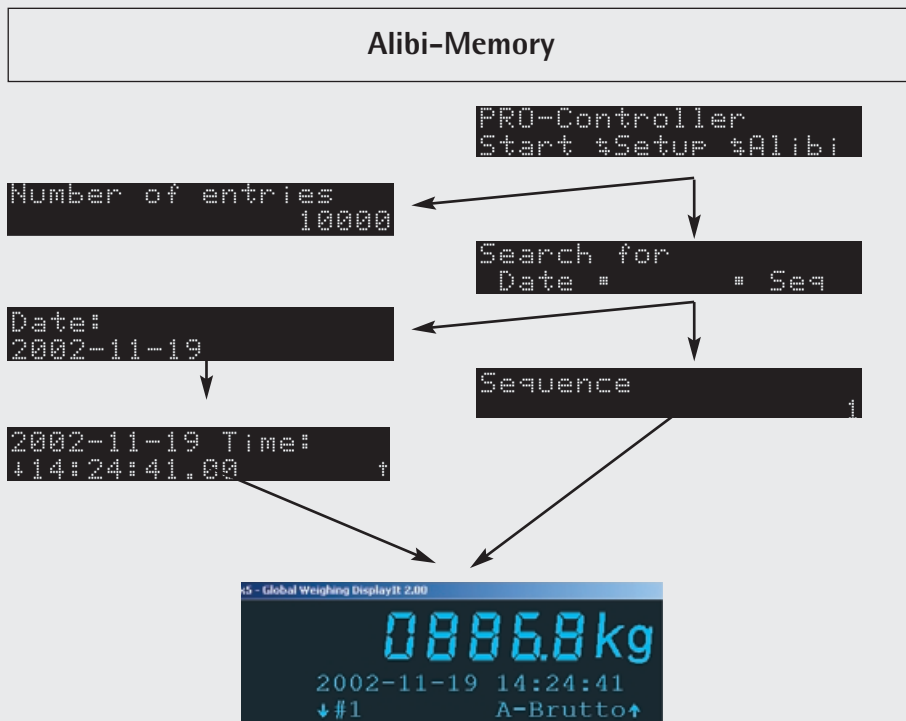 Alibi-Memory
PRO-Controller
Start ↕Setup ↕Alibi
Number of entries
10000
Search for
Date ▪ ▪ Seq
Date:
2002-11-19
Sequence
1
2002-11-19 Time:
↓14:24:41.00 ↑
x5 - Global Weighing DisplayIt 2.00
0886.8kg
2002-11-19 14:24:41
↓#1 A-Brutto↑